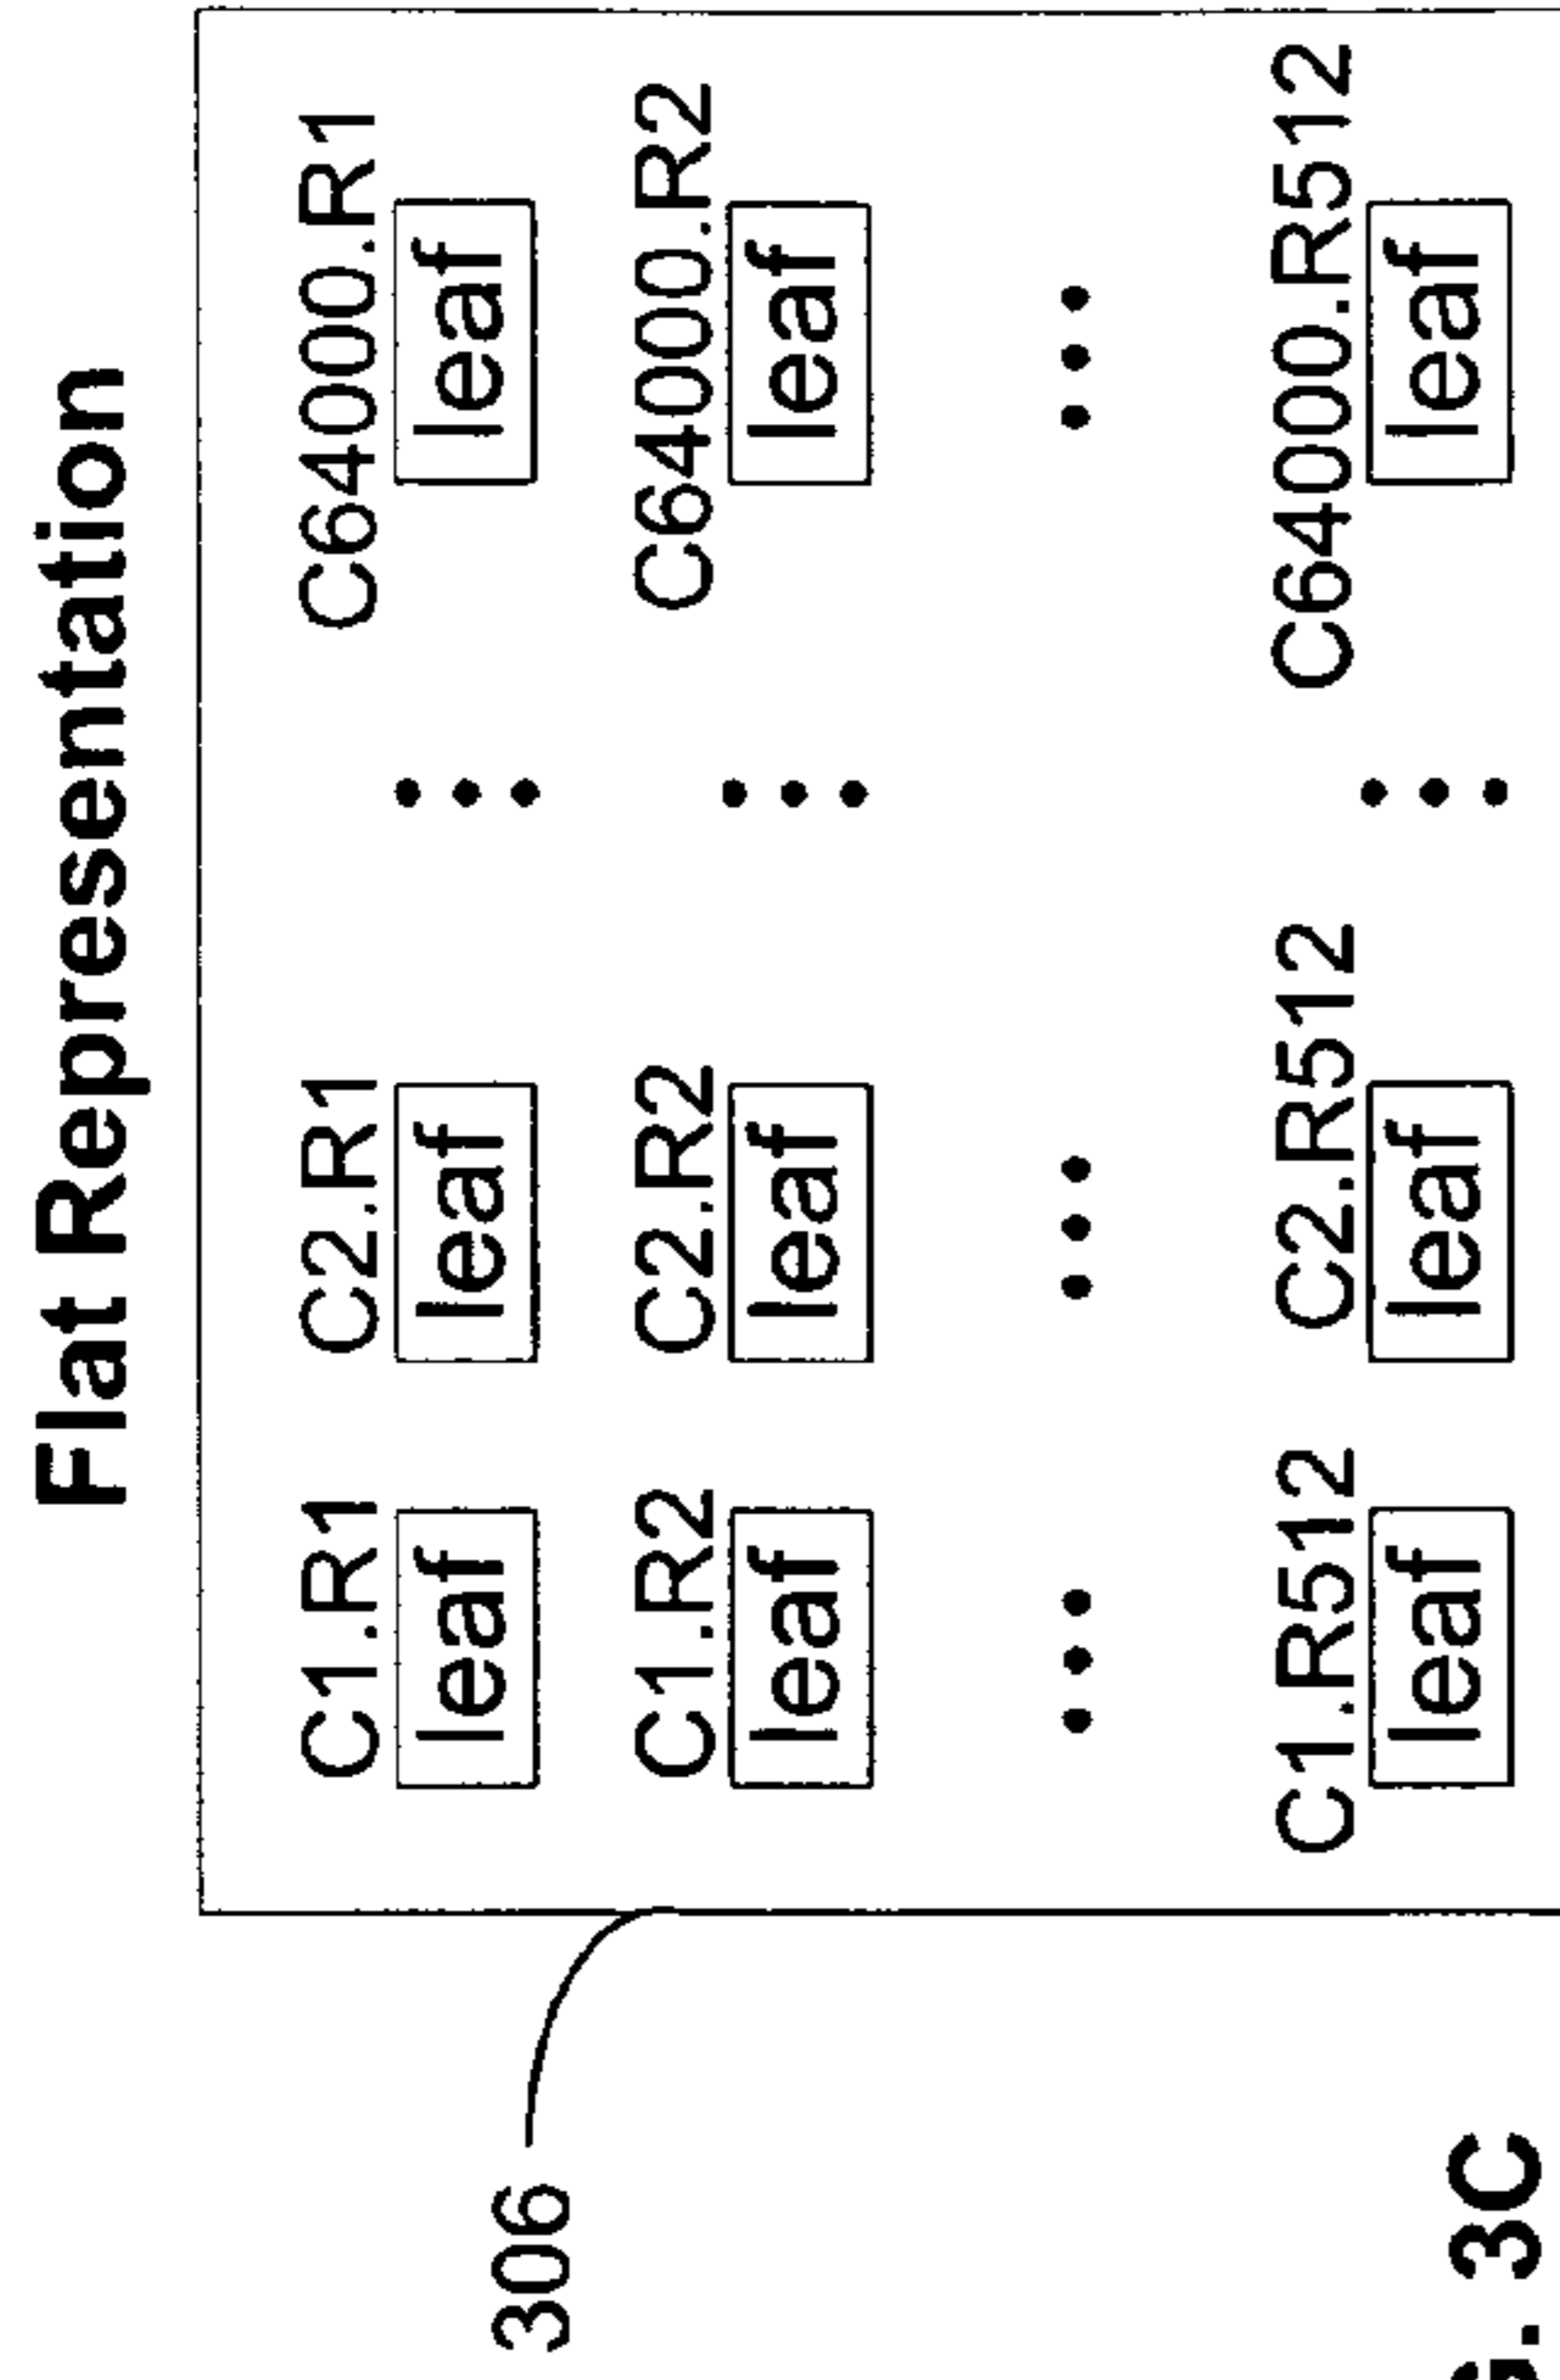 Flat Representation
C1.R1 C2.R1 C64000.R1
leaf leaf leaf
C1.R2 C2.R2 C64000.R2
leaf leaf leaf
C1.R512 C2.R512 C64000.R512
leaf leaf leaf
306
3C